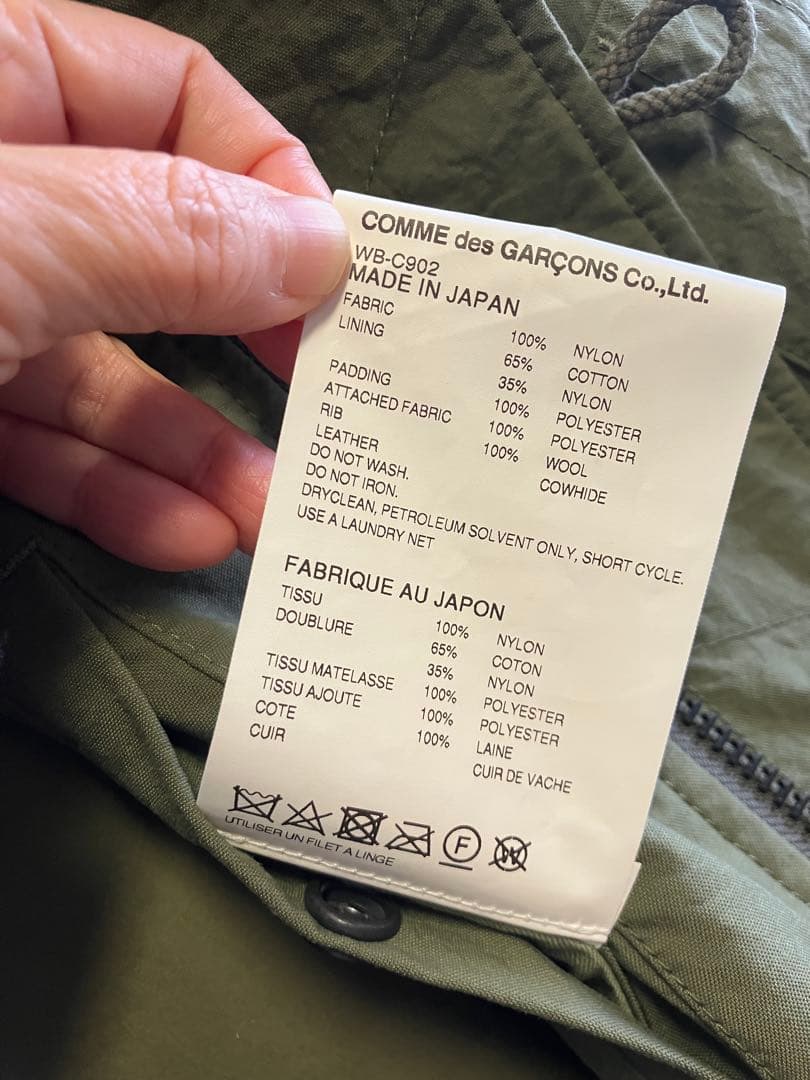 COMME des GARÇONS Co.,Ltd.
WB-C902
MADE IN JAPAN
FABRIC 100% NYLON
LINING 65% COTTON
35% NYLON
PADDING 100% POLYESTER
ATTACHED FABRIC 100% POLYESTER
RIB 100% WOOL
LEATHER COWHIDE
DO NOT WASH.
DO NOT IRON.
DRYCLEAN, PETROLEUM SOLVENT ONLY, SHORT CYCLE.
USE A LAUNDRY NET
FABRIQUE AU JAPON
TISSU 100% NYLON
DOUBLURE 65% COTON
35% NYLON
TISSU MATELASSE 100% POLYESTER
TISSU AJOUTE 100% POLYESTER
COTE 100% LAINE
CUIR CUIR DE VACHE
F
UTILISER UN FILET A LINGE